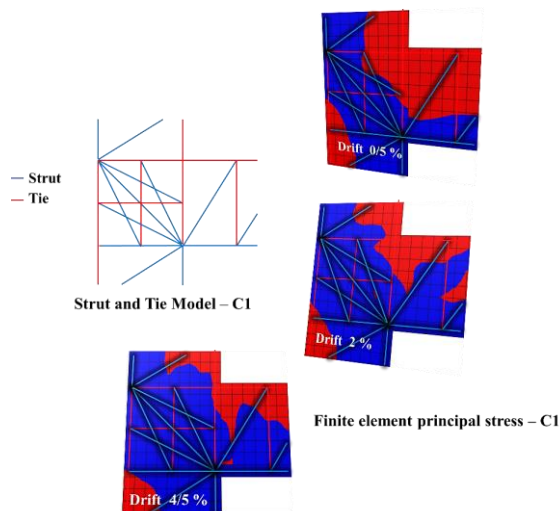 Drift 0/5 %
Strut
Tie
Strut and Tie Model – C1
Drift 2 %
Finite element principal stress – C1
Drift 4/5 %